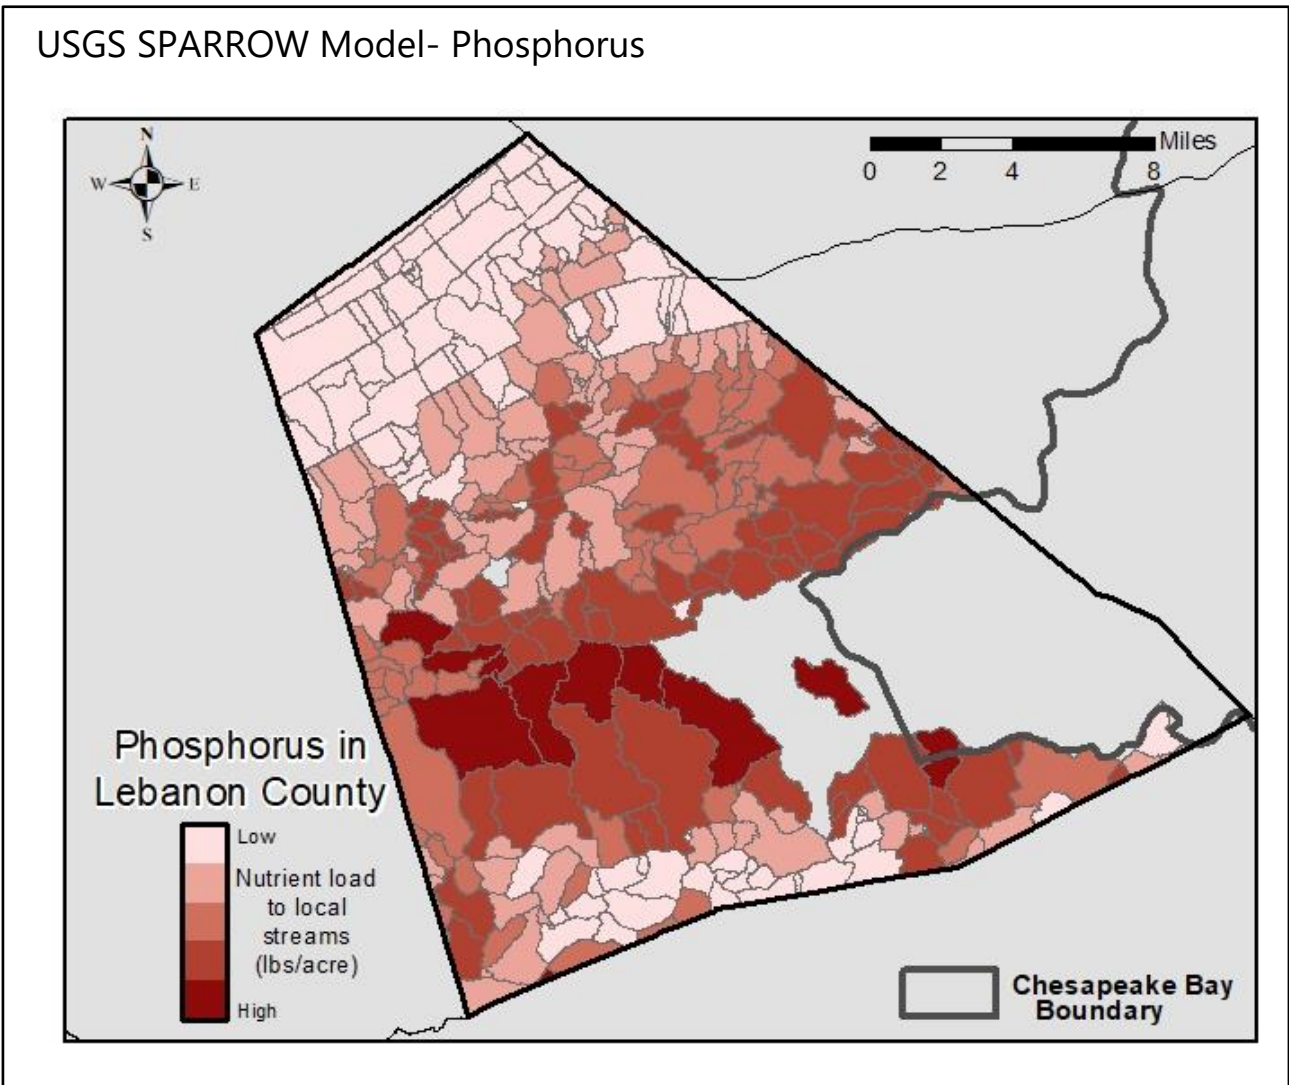 USGS SPARROW Model- Phosphorus
N
W
E
S
Miles
0
2
4
8
Phosphorus in
Lebanon County
Low
Nutrient load
to local
streams
(lbs/acre)
High
Chesapeake Bay
Boundary